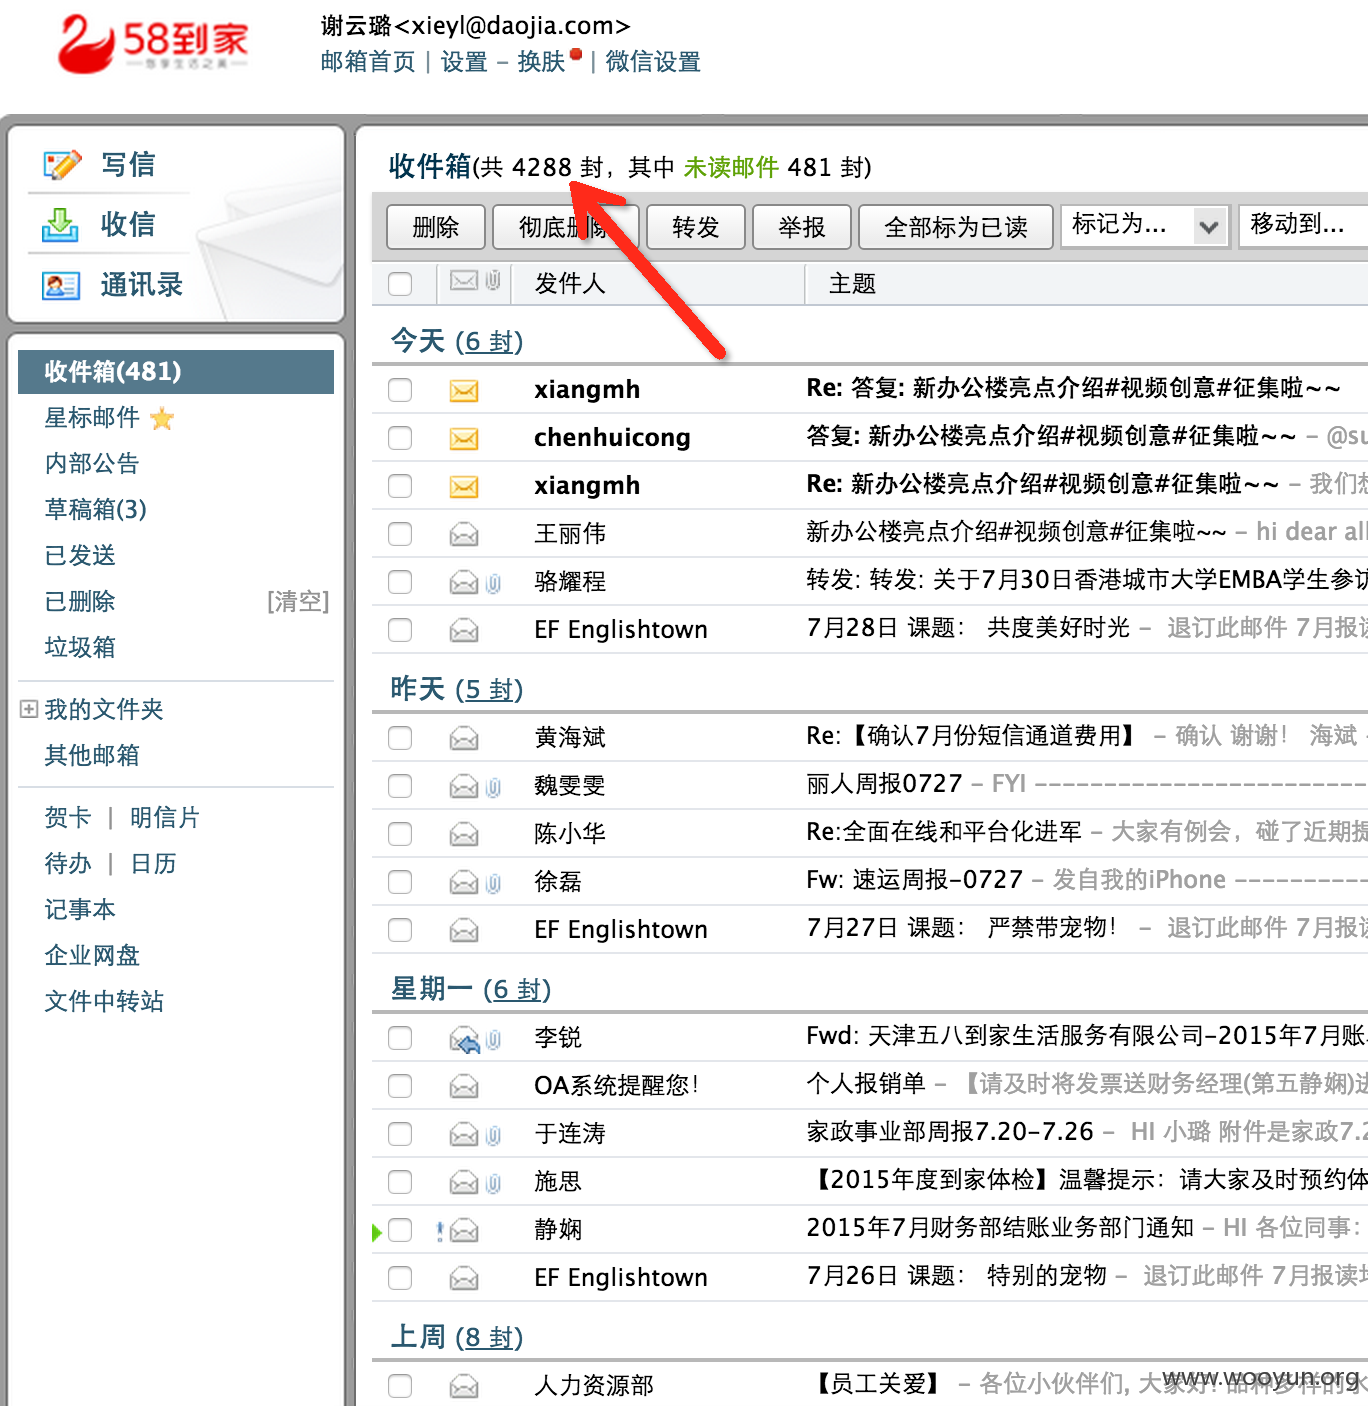 58到家
谢云璐<xieyl@daojia.com>
邮箱首页 | 设置 - 换肤 | 微信设置
写信
收信
通讯录
收件箱(481)
星标邮件
内部公告
草稿箱(3)
已发送
已删除 [清空]
垃圾箱
我的文件夹
其他邮箱
贺卡 | 明信片
待办 | 日历
记事本
企业网盘
文件中转站
收件箱(共 4288 封，其中 未读邮件 481 封)
删除 彻底删除 转发 举报 全部标为已读 标记为... 移动到...
发件人 主题
今天 (6 封)
xiangmh Re: 答复: 新办公楼亮点介绍#视频创意#征集啦~~
chenhuicong 答复: 新办公楼亮点介绍#视频创意#征集啦~~ - @su
xiangmh Re: 新办公楼亮点介绍#视频创意#征集啦~~ - 我们想
王丽伟 新办公楼亮点介绍#视频创意#征集啦~~ - hi dear all
骆耀程 转发: 转发: 关于7月30日香港城市大学EMBA学生参访
EF Englishtown 7月28日 课题： 共度美好时光 - 退订此邮件 7月报读
昨天 (5 封)
黄海斌 Re:【确认7月份短信通道费用】 - 确认 谢谢！ 海斌 -
魏雯雯 丽人周报0727 - FYI ------------------------
陈小华 Re:全面在线和平台化进军 - 大家有例会，碰了近期提
徐磊 Fw: 速运周报-0727 - 发自我的iPhone ----------
EF Englishtown 7月27日 课题： 严禁带宠物！ - 退订此邮件 7月报读
星期一 (6 封)
李锐 Fwd: 天津五八到家生活服务有限公司-2015年7月账
OA系统提醒您！ 个人报销单 - 【请及时将发票送财务经理(第五静娴)进
于连涛 家政事业部周报7.20-7.26 - HI 小璐 附件是家政7.2
施思 【2015年度到家体检】温馨提示：请大家及时预约体
静娴 2015年7月财务部结账业务部门通知 - HI 各位同事：
EF Englishtown 7月26日 课题： 特别的宠物 - 退订此邮件 7月报读
上周 (8 封)
人力资源部 【员工关爱】 - 各位小伙伴们, 大家好! 品种多样的水
www.wooyun.org